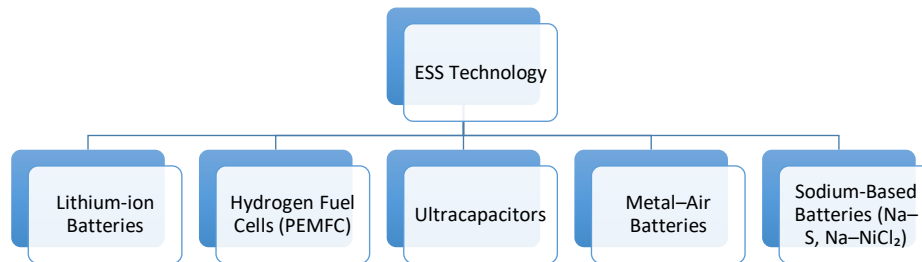 ESS Technology
Lithium-ion
Batteries
Hydrogen Fuel
Cells (PEMFC)
Ultracapacitors
Metal–Air
Batteries
Sodium-Based
Batteries (Na–
S, Na–NiCl₂)